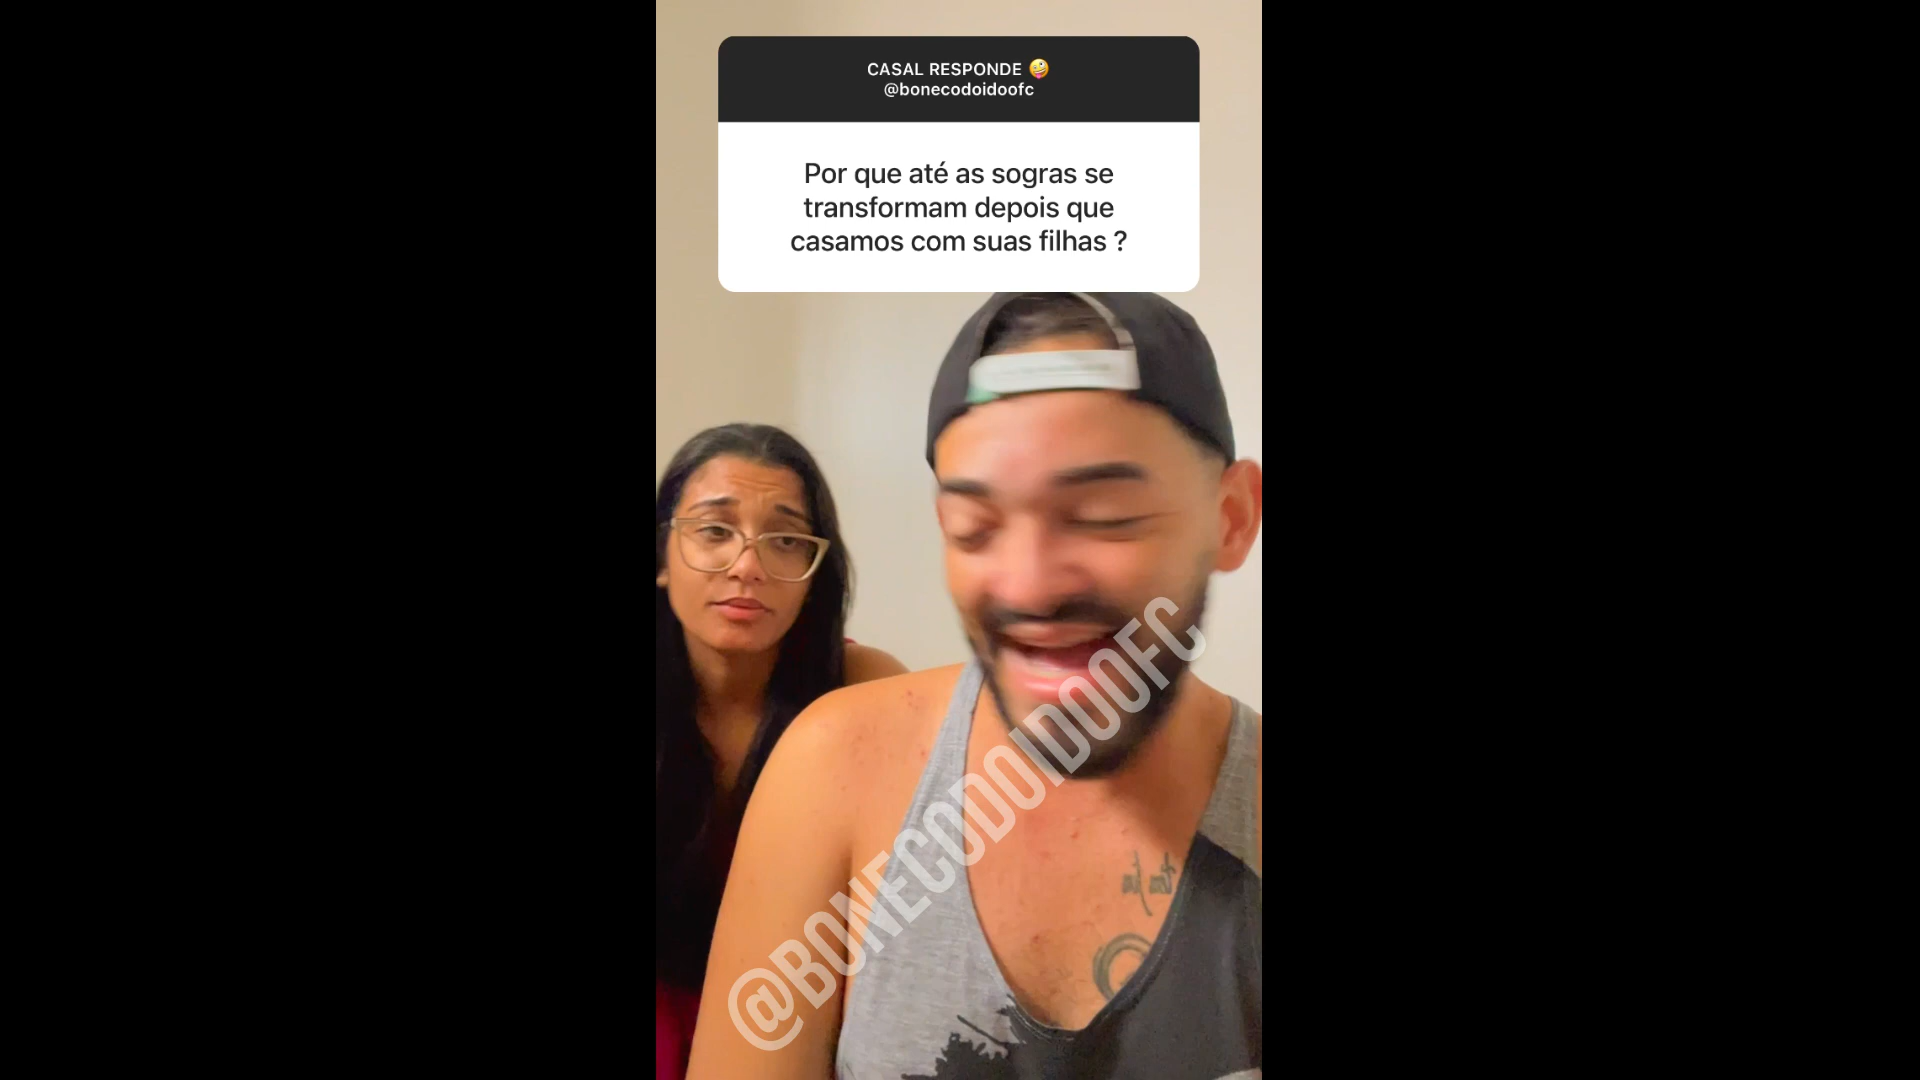 CASAL RESPONDE 🤪
@bonecodoidoofc
Por que até as sogras se
transformam depois que
casamos com suas filhas ?
@BONECODOIDOOFC